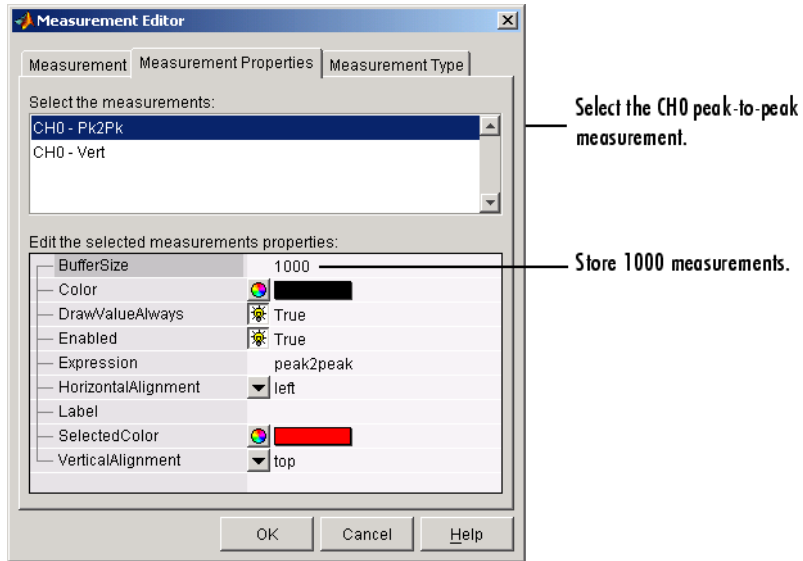 Measurement Editor
Measurement Measurement Properties Measurement Type
Select the measurements:
CH0 - Pk2Pk
CH0 - Vert
Select the CH0 peak-to-peak
measurement.
Edit the selected measurements properties:
BufferSize 1000
Store 1000 measurements.
Color
DrawValueAlways True
Enabled True
Expression peak2peak
HorizontalAlignment left
Label
SelectedColor
VerticalAlignment top
OK Cancel Help